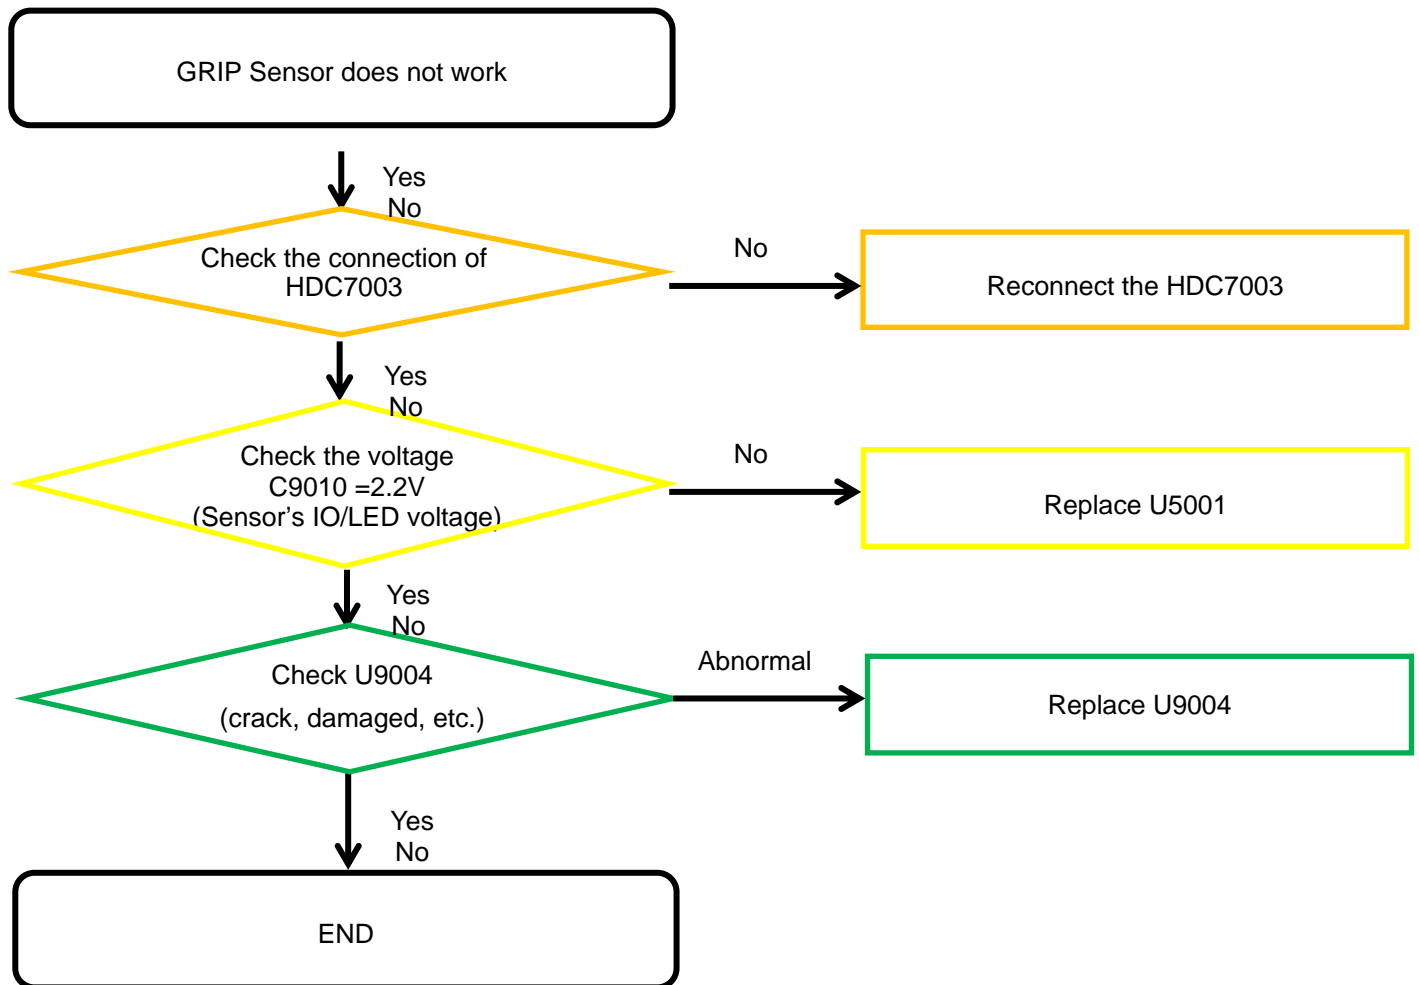 GRIP Sensor does not work
Yes
No
Check the connection of
HDC7003
No
Reconnect the HDC7003
Yes
No
Check the voltage
C9010 =2.2V
(Sensor's IO/LED voltage)
No
Replace U5001
Yes
No
Check U9004
(crack, damaged, etc.)
Abnormal
Replace U9004
Yes
No
END